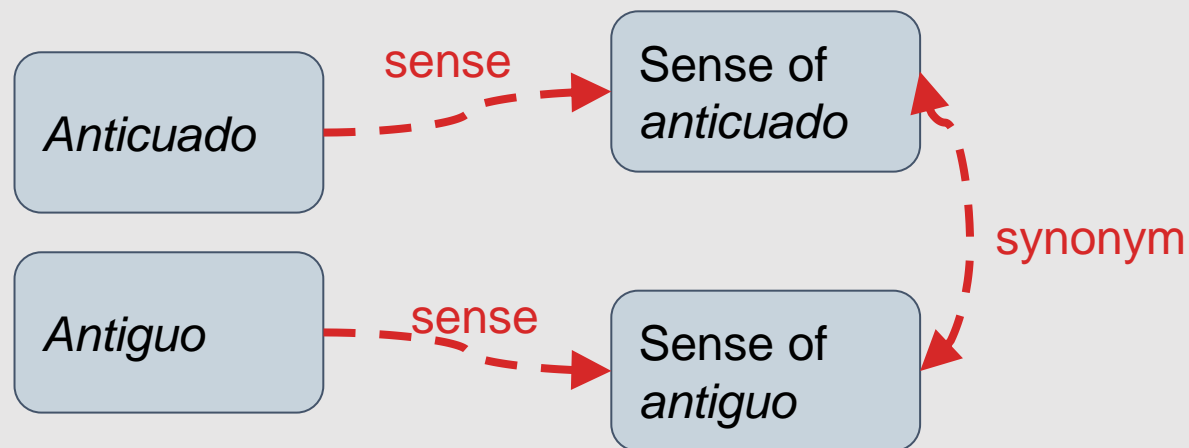 sense
Anticuado
Sense of
anticuado
synonym
Antiguo
sense
Sense of
antiguo